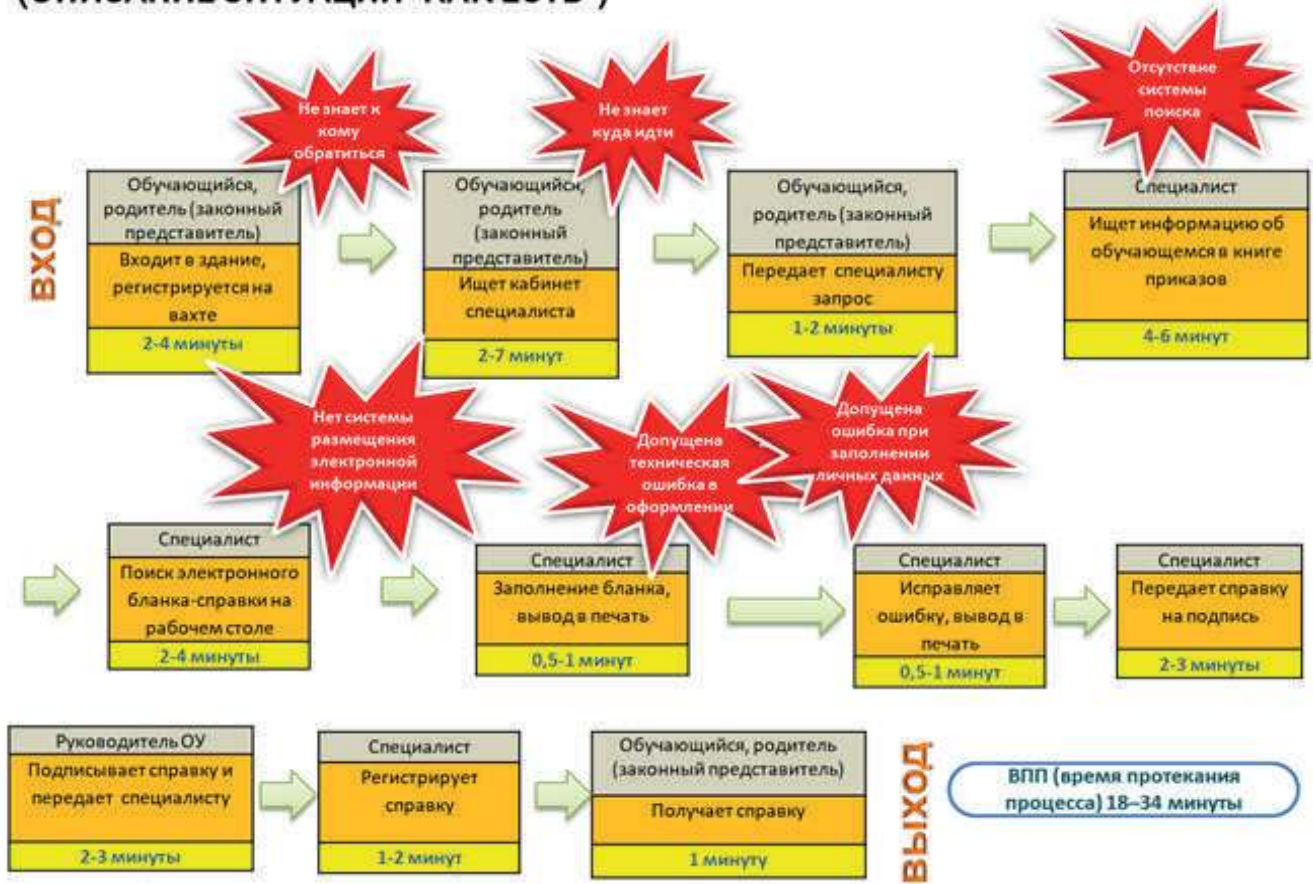 (ОПИСАНИЕ СИТУАЦИИ "КАК ЕСТЬ")
Не знает к
кому
обратиться
Не знает
куда идти
Отсутствие
системы
поиска
ВХОД
Обучающийся,
родитель (законный
представитель)
Входит в здание,
регистрируется на
вахте
2-4 минуты
Обучающийся,
родитель
(законный
представитель)
Ищет кабинет
специалиста
2-7 минут
Обучающийся,
родитель (законный
представитель)
Передает специалисту
запрос
1-2 минуты
Специалист
Ищет информацию об
обучающемся в книге
приказов
4-6 минут
Нет системы
размещения
электронной
информации
Допущена
техническая
ошибка в
оформлении
Допущена
ошибка при
заполнении
личных данных
Специалист
Поиск электронного
бланка-справки на
рабочем столе
2-4 минуты
Специалист
Заполнение бланка,
вывод в печать
0,5-1 минут
Специалист
Исправляет
ошибку, вывод в
печать
0,5-1 минут
Специалист
Передает справку
на подпись
2-3 минуты
Руководитель ОУ
Подписывает справку и
передает специалисту
2-3 минуты
Специалист
Регистрирует
справку
1-2 минут
Обучающийся, родитель
(законный представитель)
Получает справку
1 минуту
ВЫХОД
ВПП (время протекания
процесса) 18–34 минуты